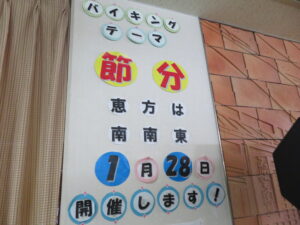 バイキング
テーマ
節分
恵方は
南南東
1月28日
開催します!